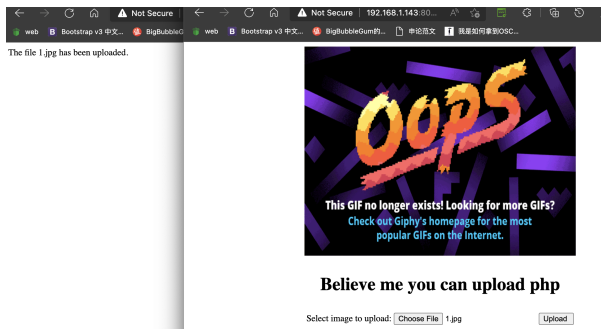 Not Secure
web
Bootstrap v3 中文...
BigBubbleG
The file 1.jpg has been uploaded.
Not Secure | 192.168.1.143:80...
web
Bootstrap v3 中文...
BigBubbleGum的...
申论范文
我是如何拿到OSC...
OOPS
This GIF no longer exists! Looking for more GIFs?
Check out Giphy's homepage for the most
popular GIFs on the Internet.
Believe me you can upload php
Select image to upload: Choose File 1.jpg Upload